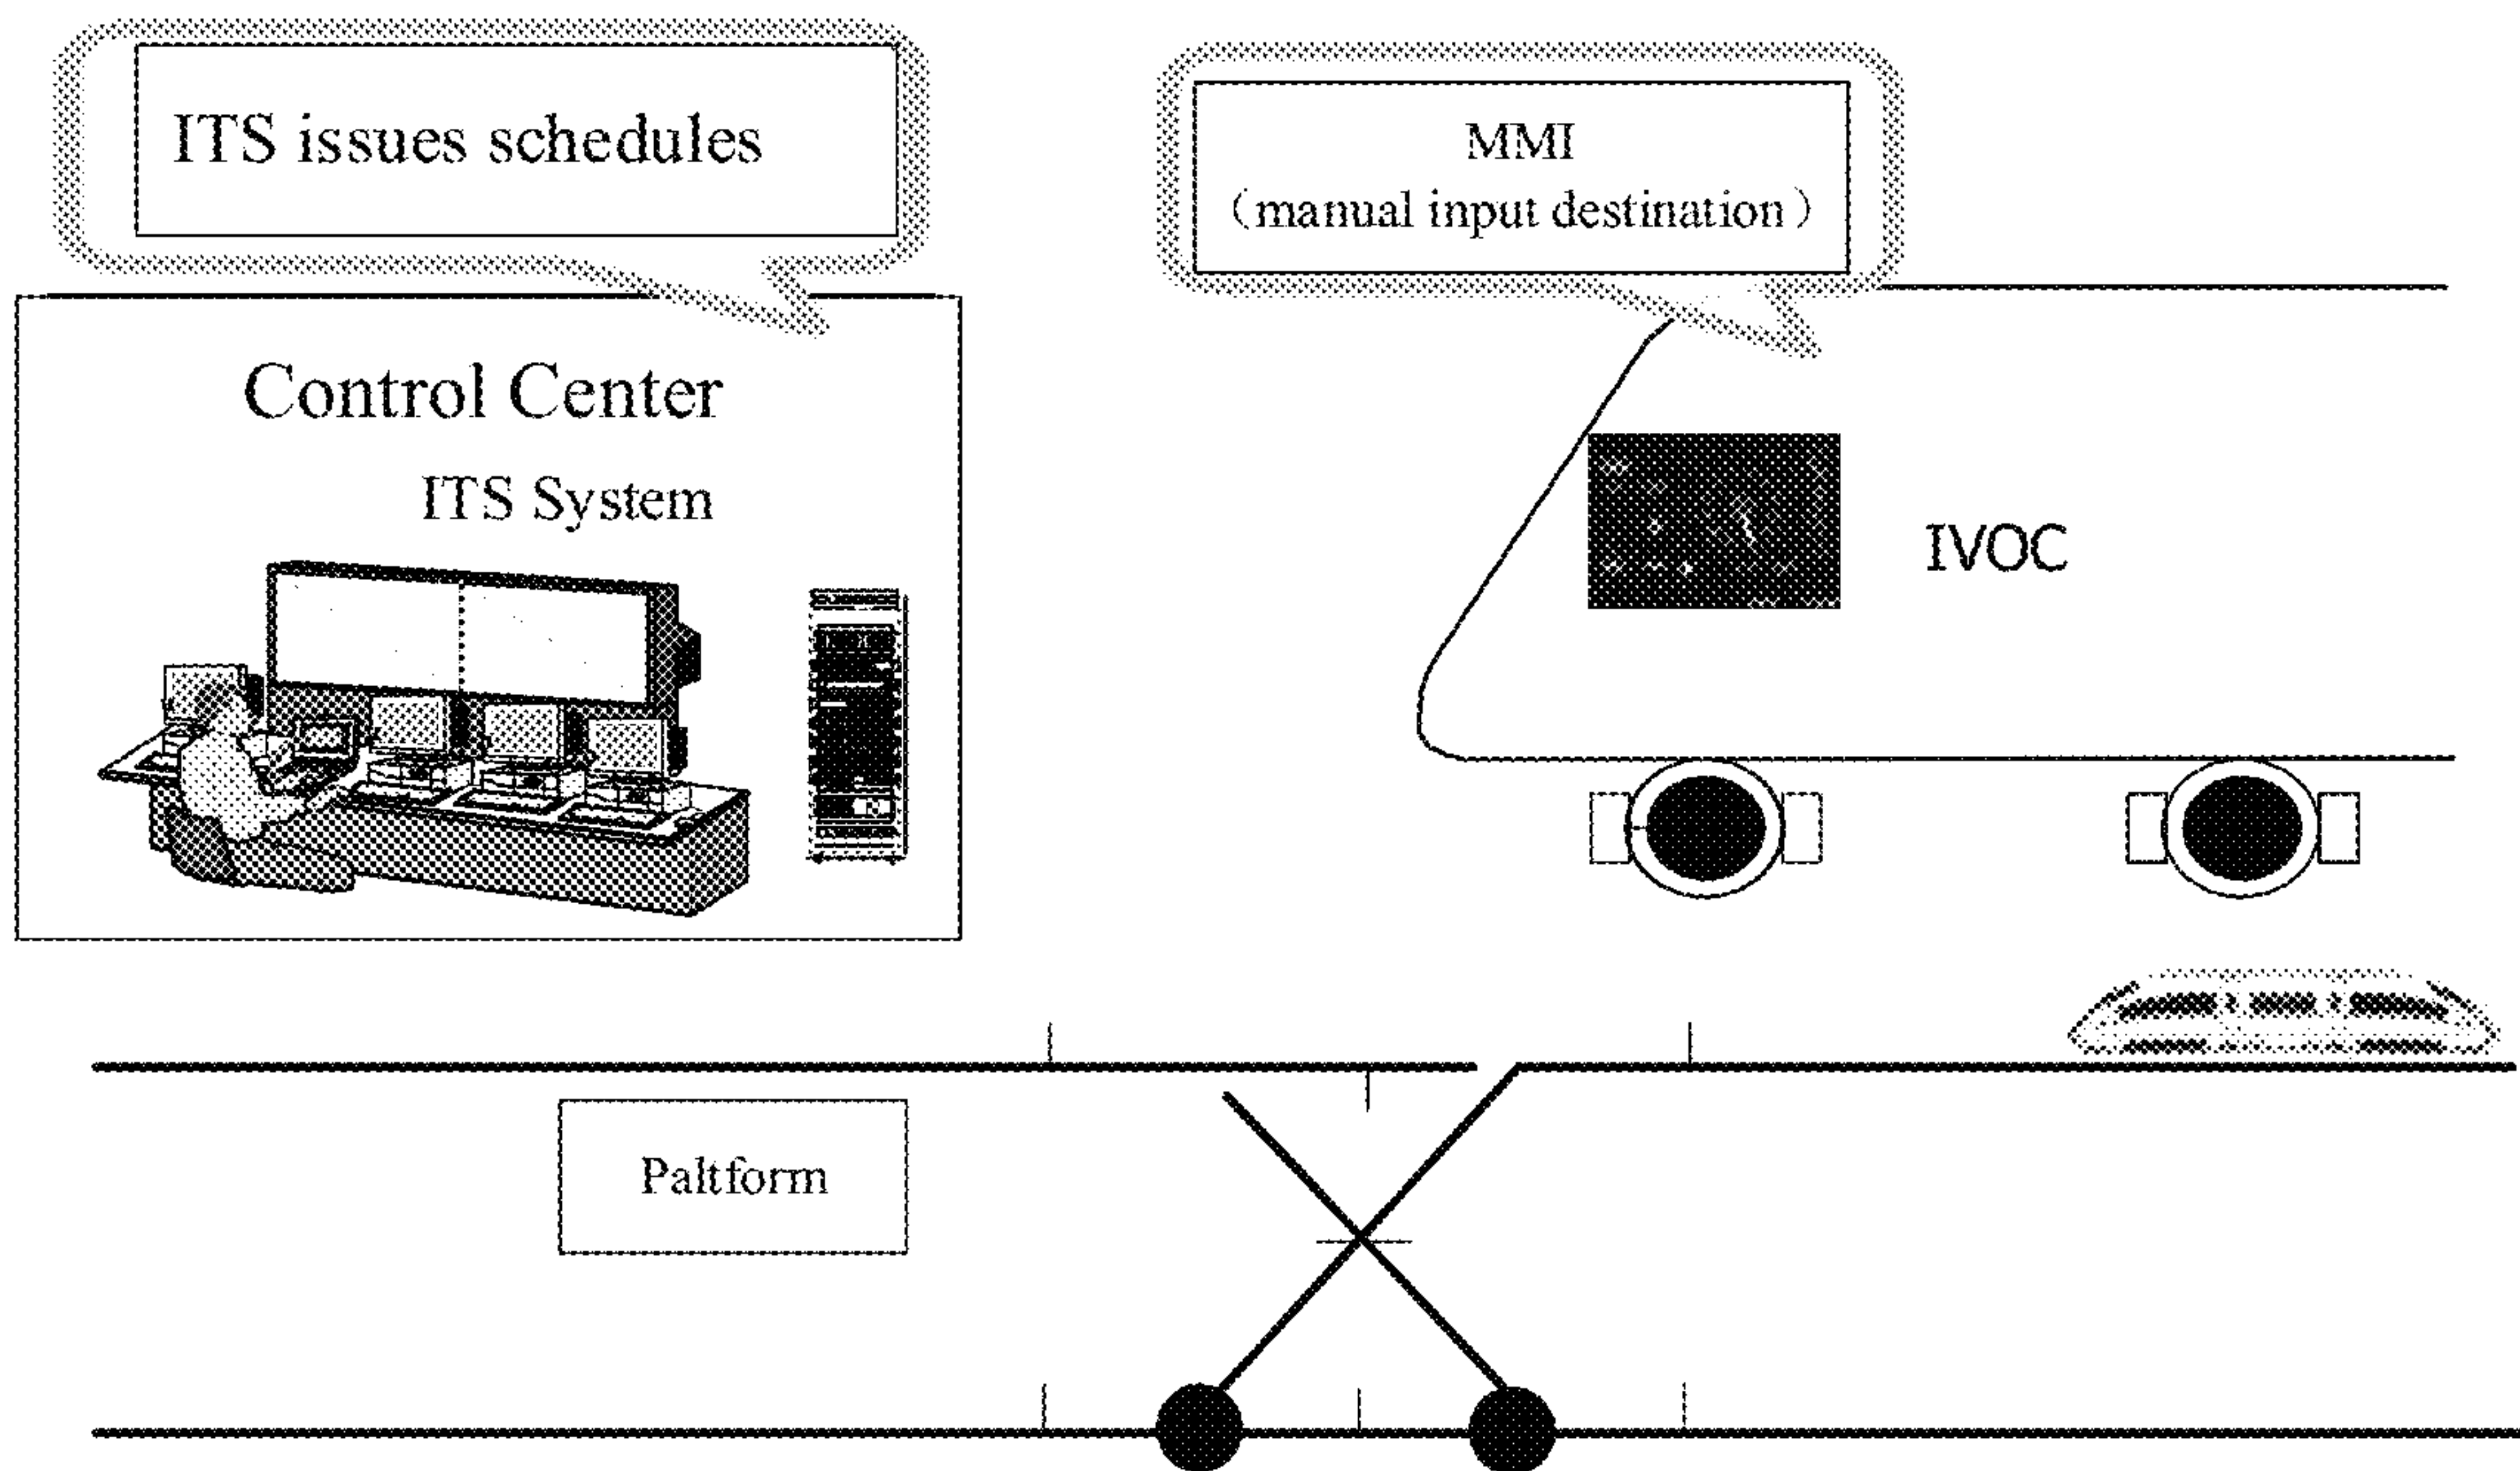 ITS issues schedules
MMI
（manual input destination）
Control Center
ITS System
IVOC
Paltform